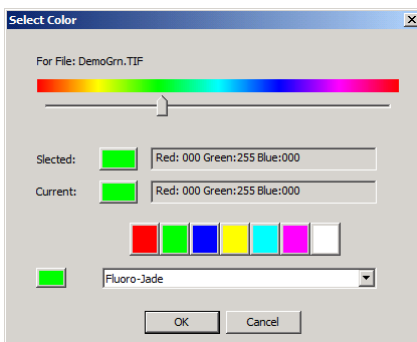 Select Color
For File: DemoGrn.TIF
Slected: Red: 000 Green:255 Blue:000
Current: Red: 000 Green:255 Blue:000
Fluoro-Jade
OK Cancel